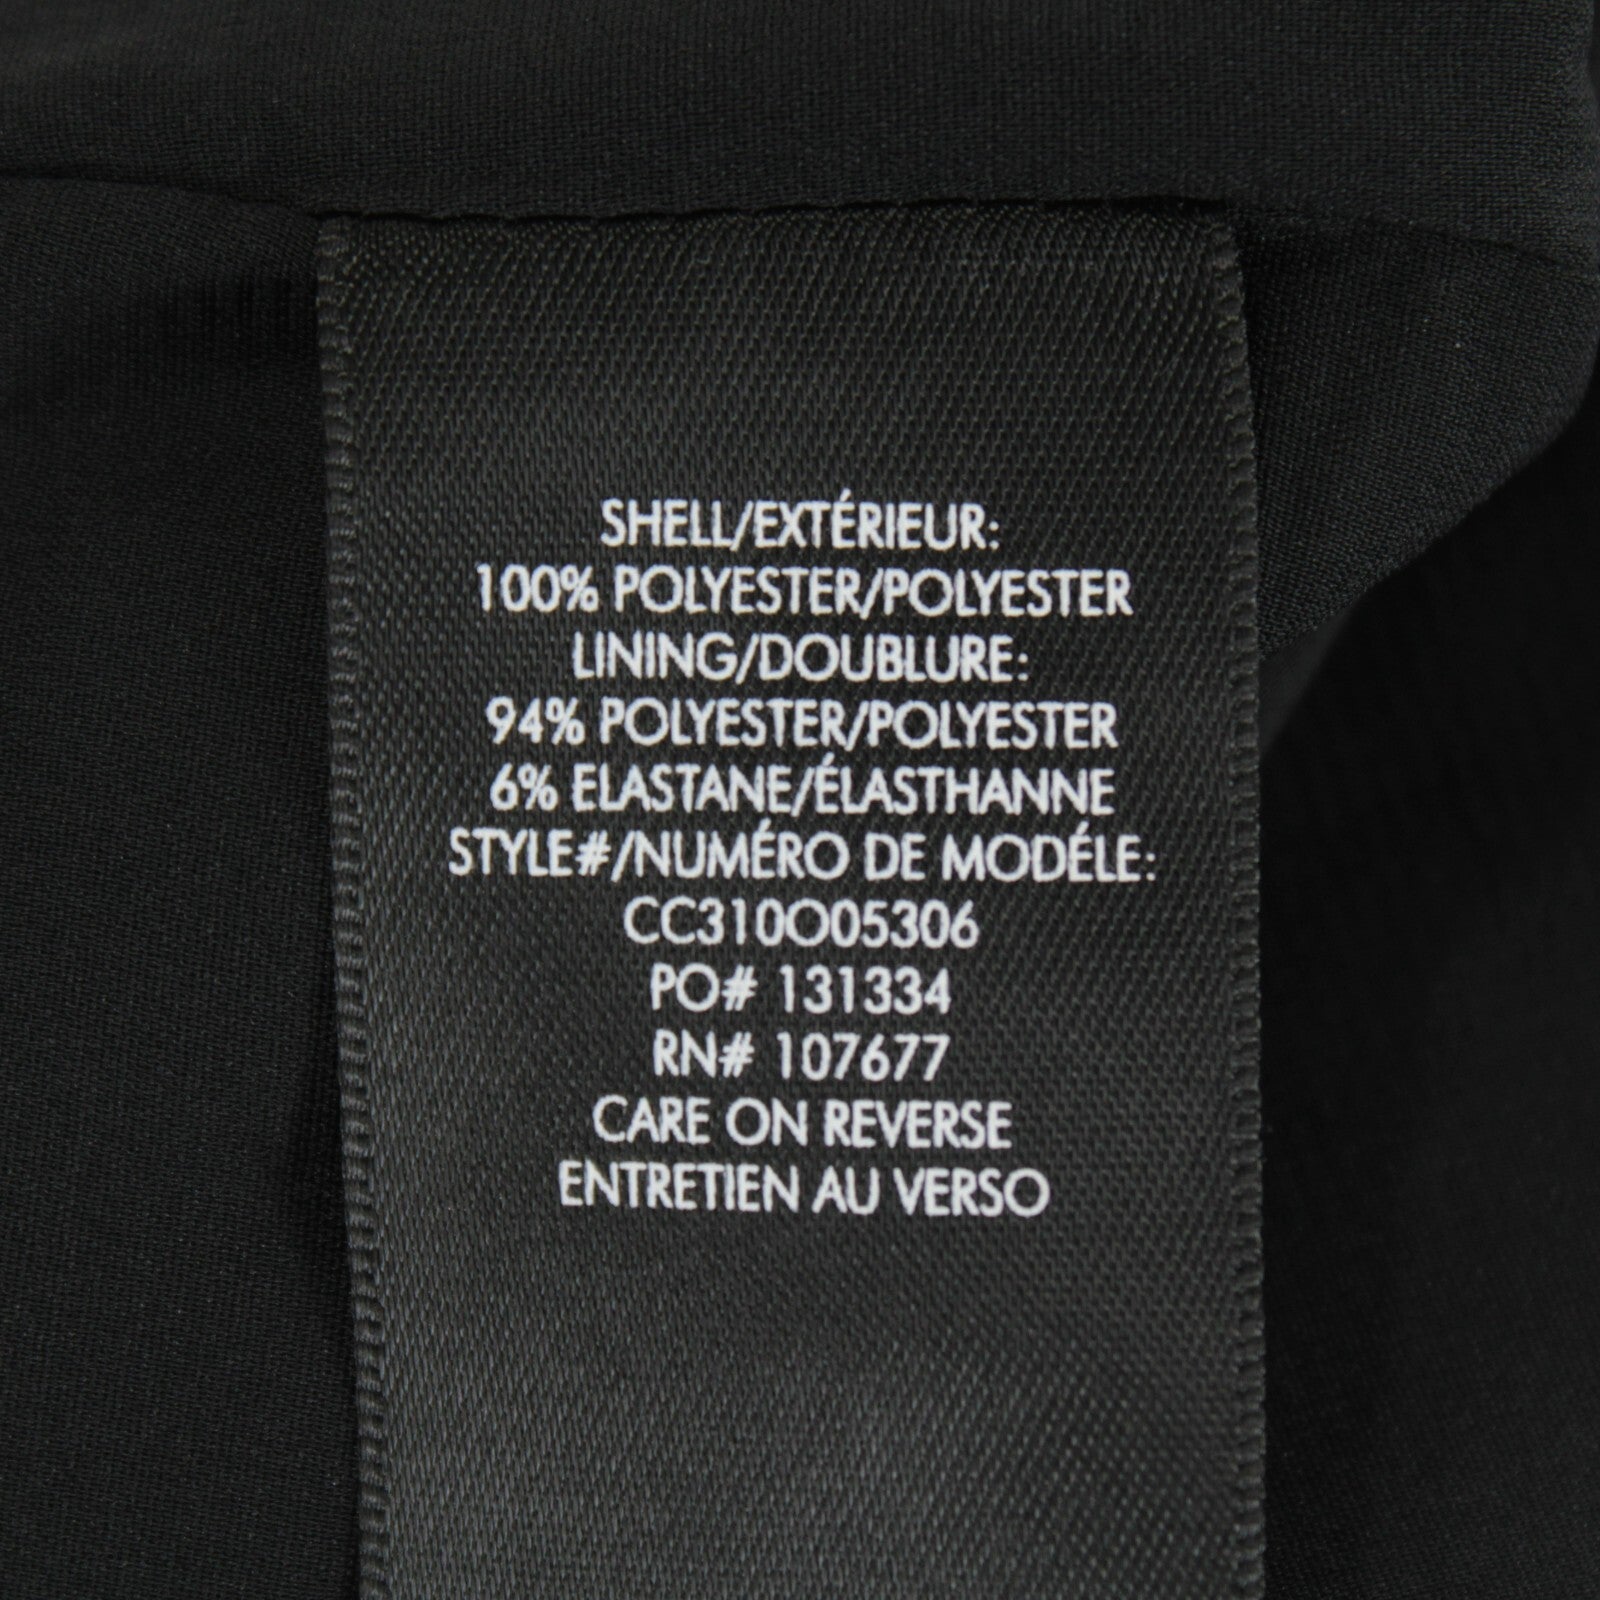 SHELL/EXTÉRIEUR:
100% POLYESTER/POLYESTER
LINING/DOUBLURE:
94% POLYESTER/POLYESTER
6% ELASTANE/ÉLASTHANNE
STYLE#/NUMÉRO DE MODÉLE:
CC310O05306
PO# 131334
RN# 107677
CARE ON REVERSE
ENTRETIEN AU VERSO